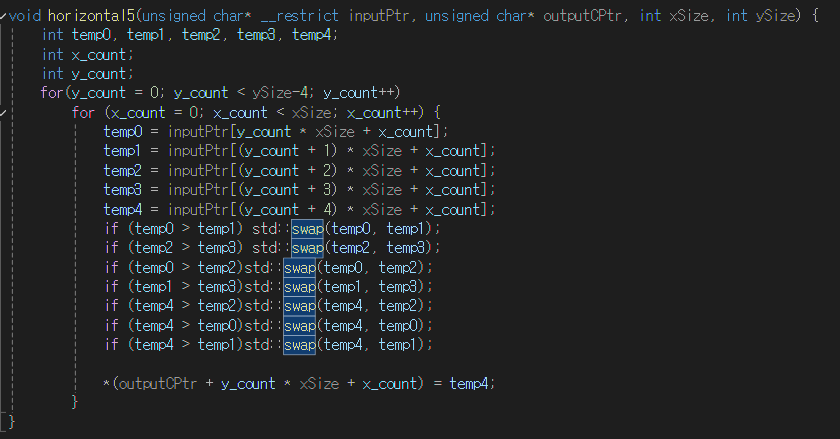 void horizontal5(unsigned char* __restrict inputPtr, unsigned char* outputCPtr, int xSize, int ySize) {
    int temp0, temp1, temp2, temp3, temp4;
    int x_count;
    int y_count;
    for(y_count = 0; y_count < ySize-4; y_count++)
        for (x_count = 0; x_count < xSize; x_count++) {
            temp0 = inputPtr[y_count * xSize + x_count];
            temp1 = inputPtr[(y_count + 1) * xSize + x_count];
            temp2 = inputPtr[(y_count + 2) * xSize + x_count];
            temp3 = inputPtr[(y_count + 3) * xSize + x_count];
            temp4 = inputPtr[(y_count + 4) * xSize + x_count];
            if (temp0 > temp1) std::swap(temp0, temp1);
            if (temp2 > temp3) std::swap(temp2, temp3);
            if (temp0 > temp2)std::swap(temp0, temp2);
            if (temp1 > temp3)std::swap(temp1, temp3);
            if (temp4 > temp2)std::swap(temp4, temp2);
            if (temp4 > temp0)std::swap(temp4, temp0);
            if (temp4 > temp1)std::swap(temp4, temp1);

            *(outputCPtr + y_count * xSize + x_count) = temp4;
        }
}